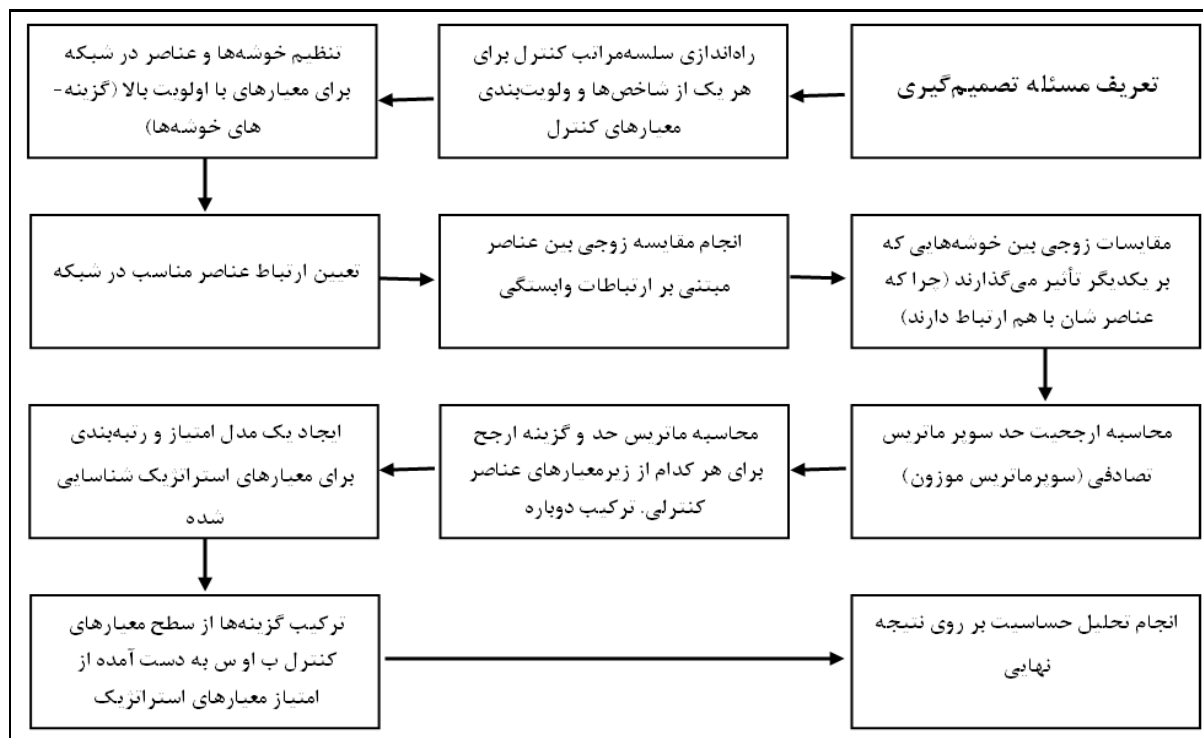 تعریف مسئله تصمیم‌گیری
راه‌اندازی سلسه‌مراتب کنترل برای
هر یک از شاخص‌ها و ولویت‌بندی
معیارهای کنترل
تنظیم خوشه‌ها و عناصر در شبکه
برای معیارهای با اولویت بالا (گزینه-
های خوشه‌ها)
تعیین ارتباط عناصر مناسب در شبکه
انجام مقایسه زوجی بین عناصر
مبتنی بر ارتباطات وابستگی
مقایسات زوجی بین خوشه‌هایی که
بر یکدیگر تأثیر می‌گذارند (چرا که
عناصر شان با هم ارتباط دارند)
محاسبه ارجحیت حد سوپر ماتریس
تصادفی (سوپرماتریس موزون)
محاسبه ماتریس حد و گزینه ارجح
برای هر کدام از زیرمعیارهای عناصر
کنترلی. ترکیب دوباره
ایجاد یک مدل امتیاز و رتبه‌بندی
برای معیارهای استراتژیک شناسایی
شده
ترکیب گزینه‌ها از سطح معیارهای
کنترل ب او س به دست آمده از
امتیاز معیارهای استراتژیک
انجام تحلیل حساسیت بر روی نتیجه
نهایی